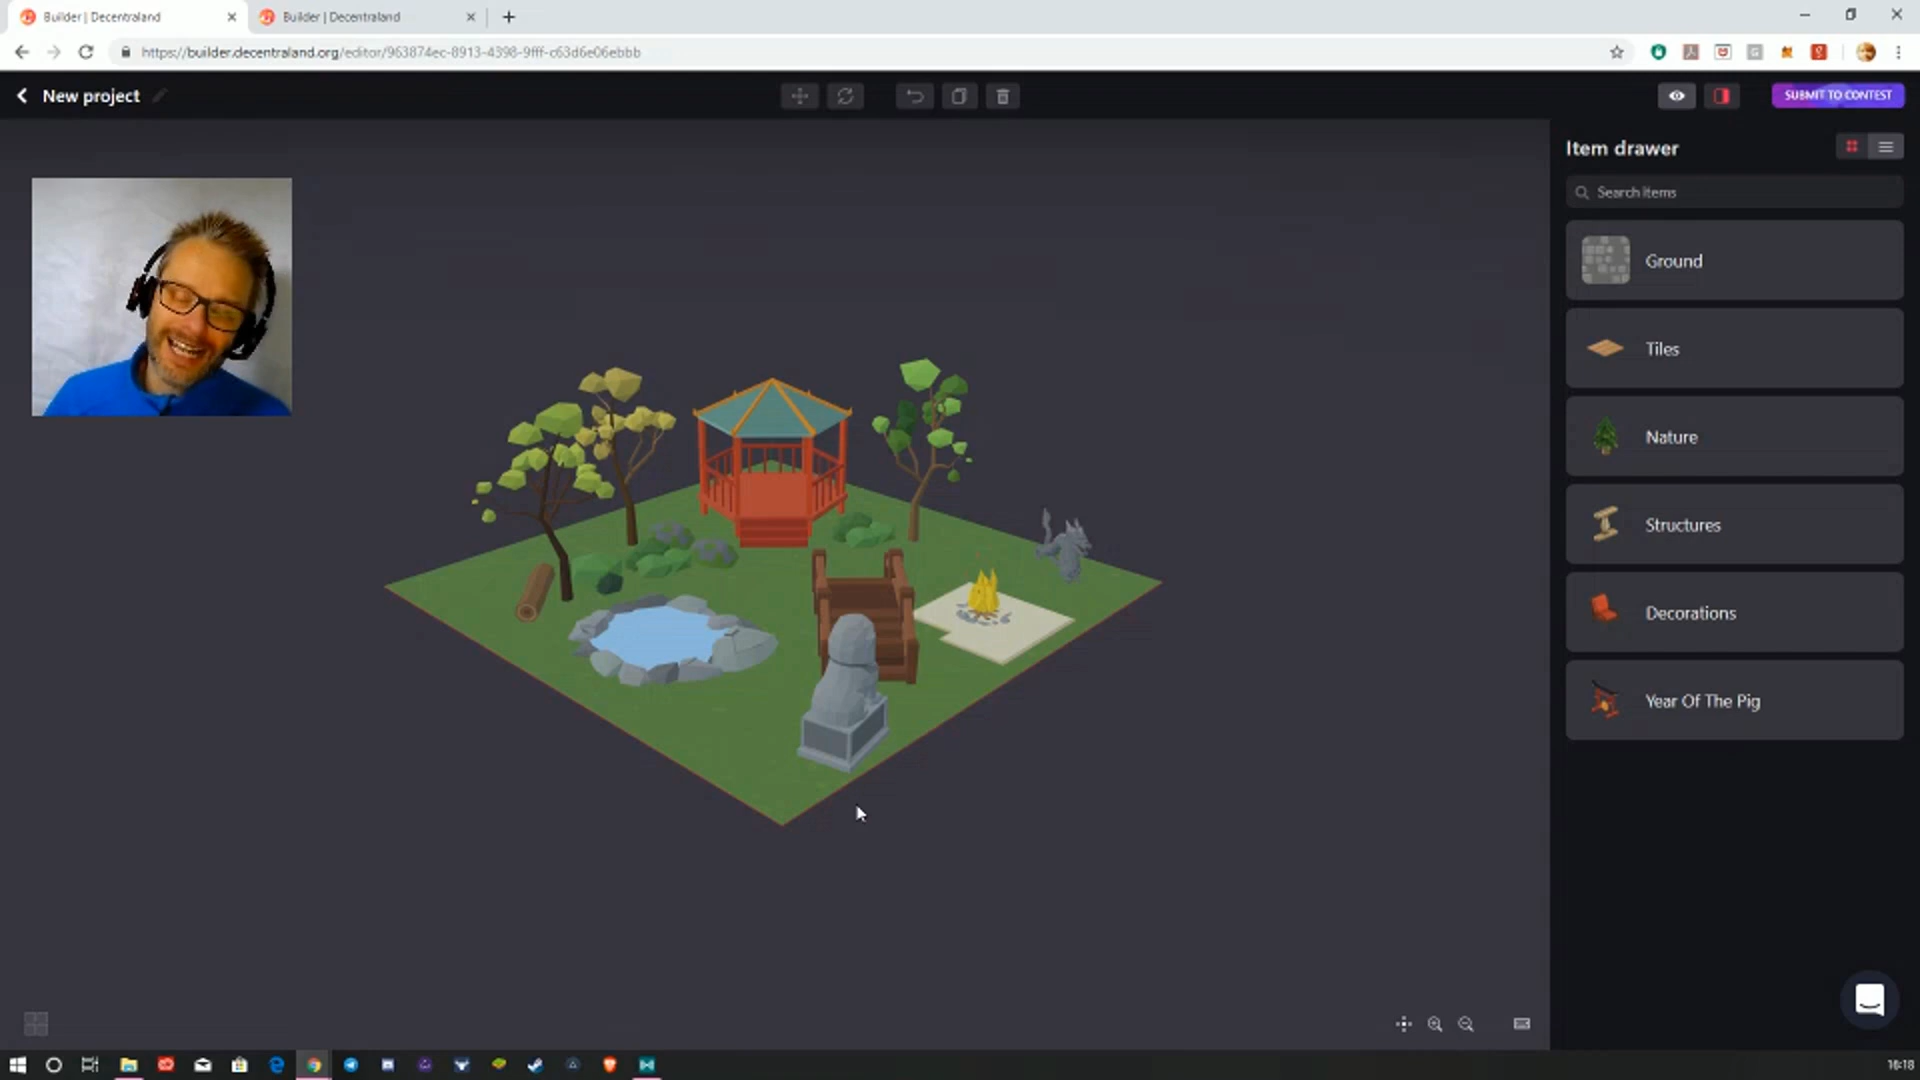 Builder | Decentraland
Builder | Decentraland
https://builder.decentraland.org/editor/963874ec-8913-4398-9fff-c63d6e06ebbb
New project
SUBMIT TO CONTEST
Item drawer
Search Items
Ground
Tiles
Nature
Structures
Decorations
Year Of The Pig
16:18